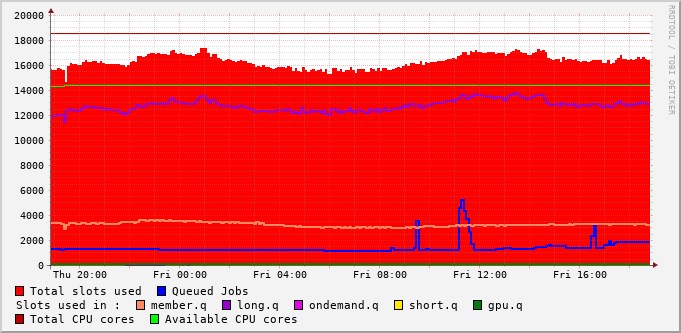 20000
18000
16000
14000
12000
10000
8000
6000
4000
2000
0
Thu 20:00 Fri 00:00 Fri 04:00 Fri 08:00 Fri 12:00 Fri 16:00
Total slots used Queued Jobs
Slots used in : member.q long.q ondemand.q short.q gpu.q
Total CPU cores Available CPU cores
RRDTOOL / TOBI OETIKER